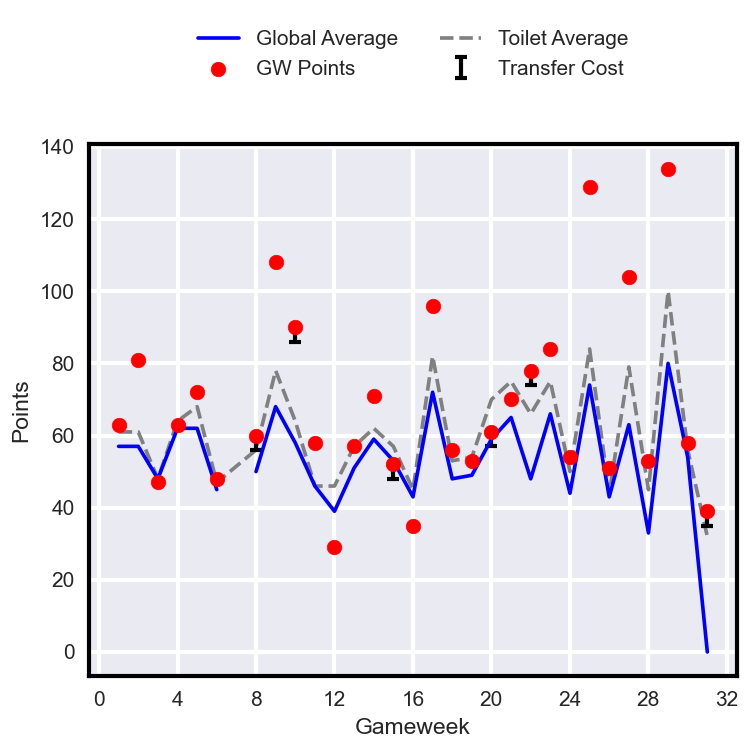 Global Average
GW Points
Toilet Average
Transfer Cost
140
120
100
80
60
40
20
0
Points
0 4 8 12 16 20 24 28 32
Gameweek